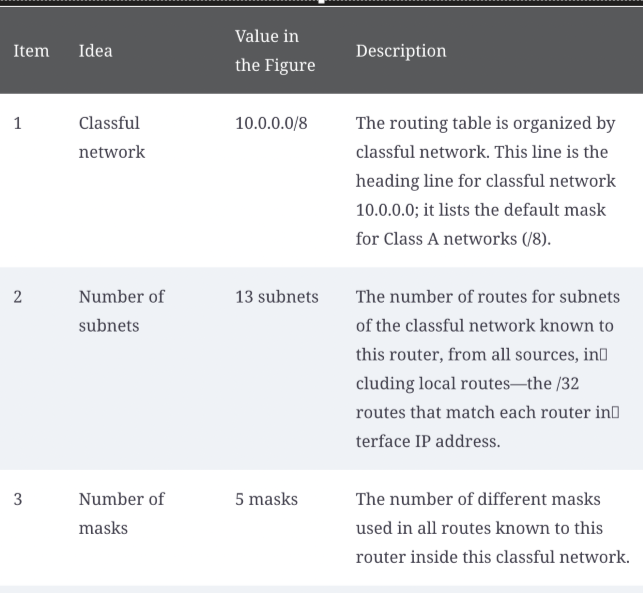 Item Idea Value in the Figure Description
1 Classful network 10.0.0.0/8 The routing table is organized by
classful network. This line is the
heading line for classful network
10.0.0.0; it lists the default mask
for Class A networks (/8).
2 Number of subnets 13 subnets The number of routes for subnets
of the classful network known to
this router, from all sources, in▯
cluding local routes—the /32
routes that match each router in▯
terface IP address.
3 Number of masks 5 masks The number of different masks
used in all routes known to this
router inside this classful network.